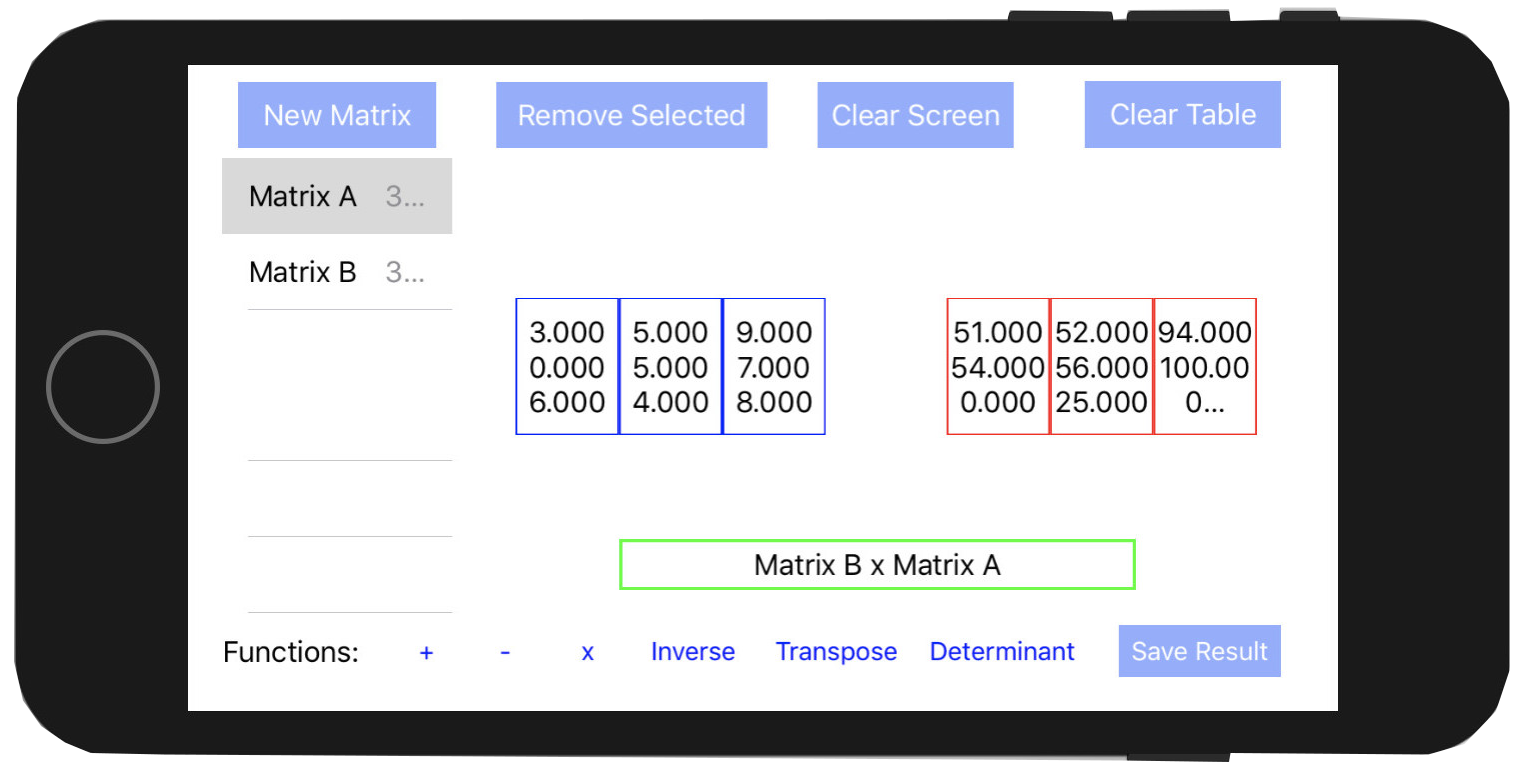 New Matrix Remove Selected Clear Screen Clear Table
Matrix A 3...
Matrix B 3...
3.000 5.000 9.000 51.000 52.000 94.000
0.000 5.000 7.000 54.000 56.000 100.00
6.000 4.000 8.000 0.000 25.000 0...
Matrix B x Matrix A
Functions: + - x Inverse Transpose Determinant Save Result